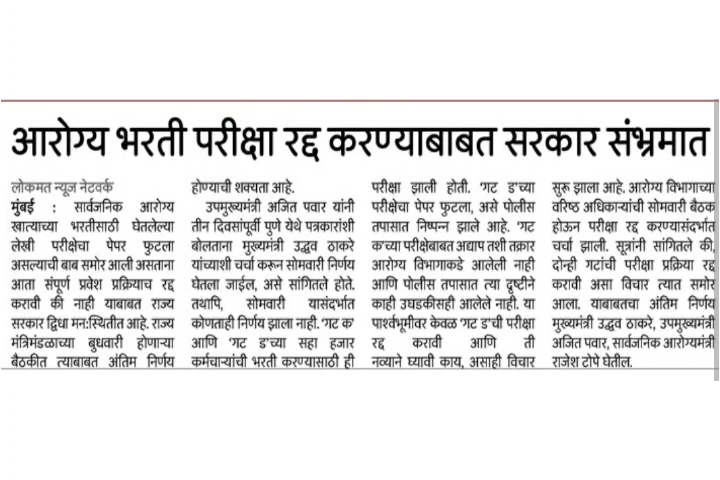 आरोग्य भरती परीक्षा रद्द करण्याबाबत सरकार संभ्रमात
लोकमत न्यूज नेटवर्क
मुंबई : सार्वजनिक आरोग्य
खात्याच्या भरतीसाठी घेतलेल्या
लेखी परीक्षेचा पेपर फुटला
असल्याची बाब समोर आली असताना
आता संपूर्ण प्रवेश प्रक्रियाच रद्द
करावी की नाही याबाबत राज्य
सरकार द्विधा मन:स्थितीत आहे. राज्य
मंत्रिमंडळाच्या बुधवारी होणाऱ्या
बैठकीत त्याबाबत अंतिम निर्णय
होण्याची शक्यता आहे.
उपमुख्यमंत्री अजित पवार यांनी
तीन दिवसांपूर्वी पुणे येथे पत्रकारांशी
बोलताना मुख्यमंत्री उद्धव ठाकरे
यांच्याशी चर्चा करून सोमवारी निर्णय
घेतला जाईल, असे सांगितले होते.
तथापि, सोमवारी यासंदर्भात
कोणताही निर्णय झाला नाही. ‘गट क’
आणि ‘गट ड’च्या सहा हजार
कर्मचाऱ्यांची भरती करण्यासाठी ही
परीक्षा झाली होती. ‘गट ड’च्या
परीक्षेचा पेपर फुटला, असे पोलीस
तपासात निष्पन्न झाले आहे. ‘गट
क’च्या परीक्षेबाबत अद्याप तशी तक्रार
आरोग्य विभागाकडे आलेली नाही
आणि पोलीस तपासात त्या दृष्टीने
काही उघडकीसही आलेले नाही. या
पार्श्वभूमीवर केवळ ‘गट ड’ची परीक्षा
रद्द करावी आणि ती
नव्याने घ्यावी काय, असाही विचार
सुरू झाला आहे. आरोग्य विभागाच्या
वरिष्ठ अधिकाऱ्यांची सोमवारी बैठक
होऊन परीक्षा रद्द करण्यासंदर्भात
चर्चा झाली. सूत्रांनी सांगितले की,
दोन्ही गटांची परीक्षा प्रक्रिया रद्द
करावी असा विचार त्यात समोर
आला. याबाबतचा अंतिम निर्णय
मुख्यमंत्री उद्धव ठाकरे, उपमुख्यमंत्री
अजित पवार, सार्वजनिक आरोग्यमंत्री
राजेश टोपे घेतील.